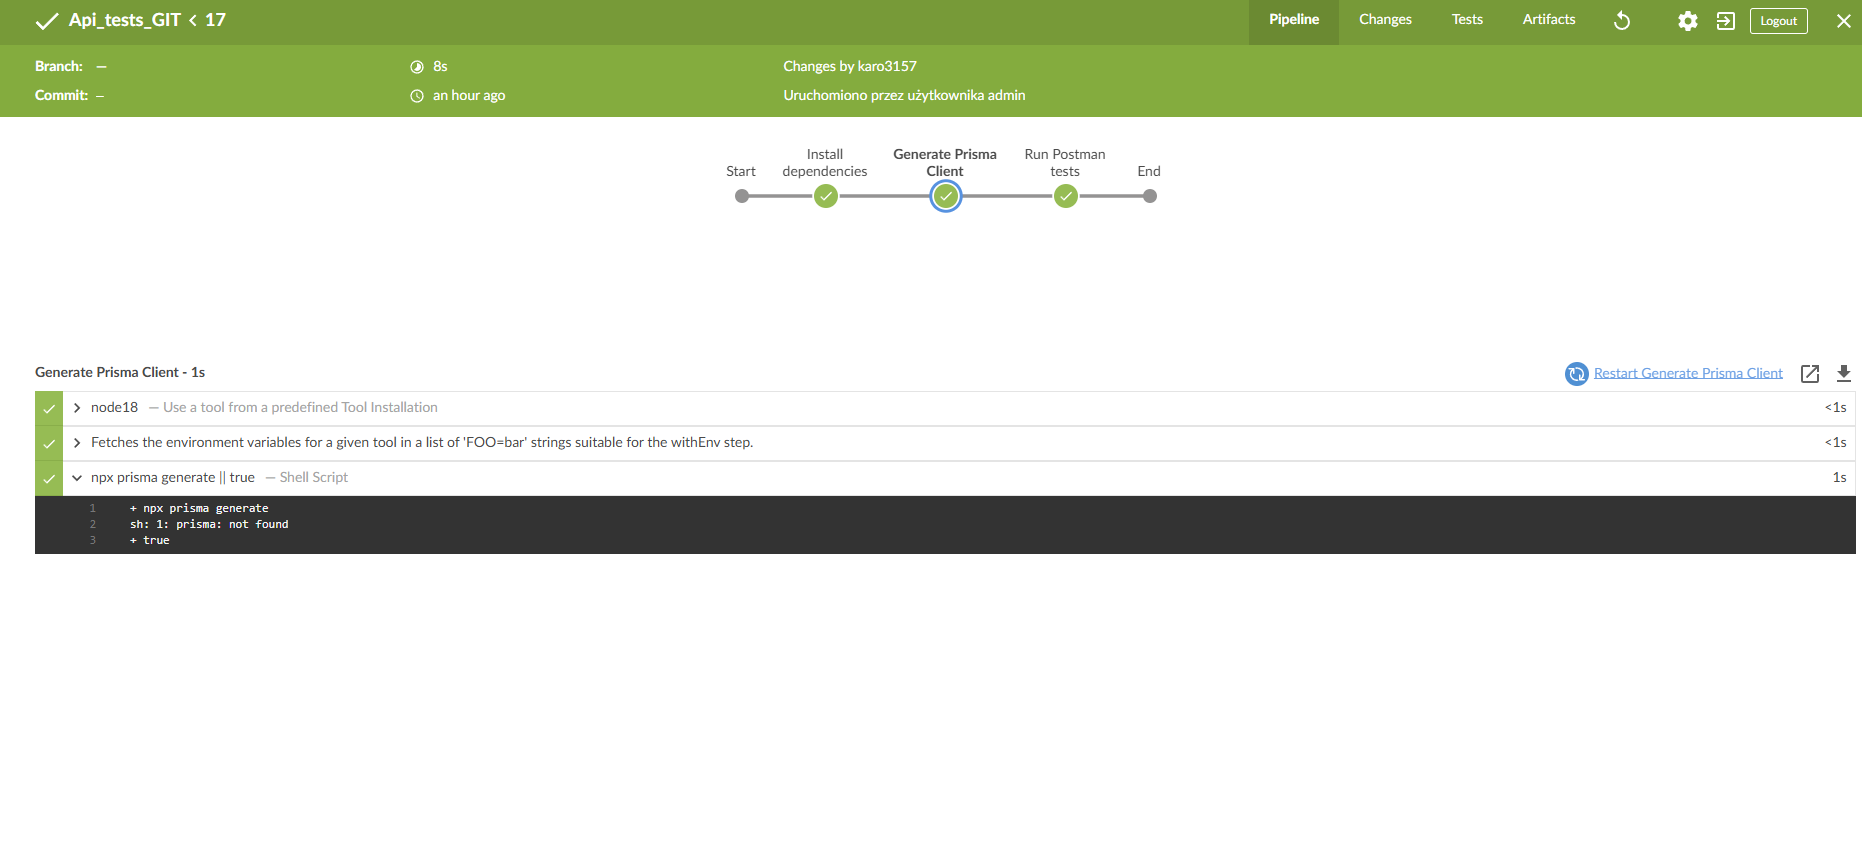 Api_tests_GIT < 17
Pipeline
Changes
Tests
Artifacts
Logout
Branch: —
8s
Changes by karo3157
Commit: –
an hour ago
Uruchomiono przez użytkownika admin
Start
Install dependencies
Generate Prisma Client
Run Postman tests
End
Generate Prisma Client - 1s
Restart Generate Prisma Client
node18 — Use a tool from a predefined Tool Installation <1s
Fetches the environment variables for a given tool in a list of 'FOO=bar' strings suitable for the withEnv step. <1s
npx prisma generate || true — Shell Script 1s
1 + npx prisma generate
2 sh: 1: prisma: not found
3 + true